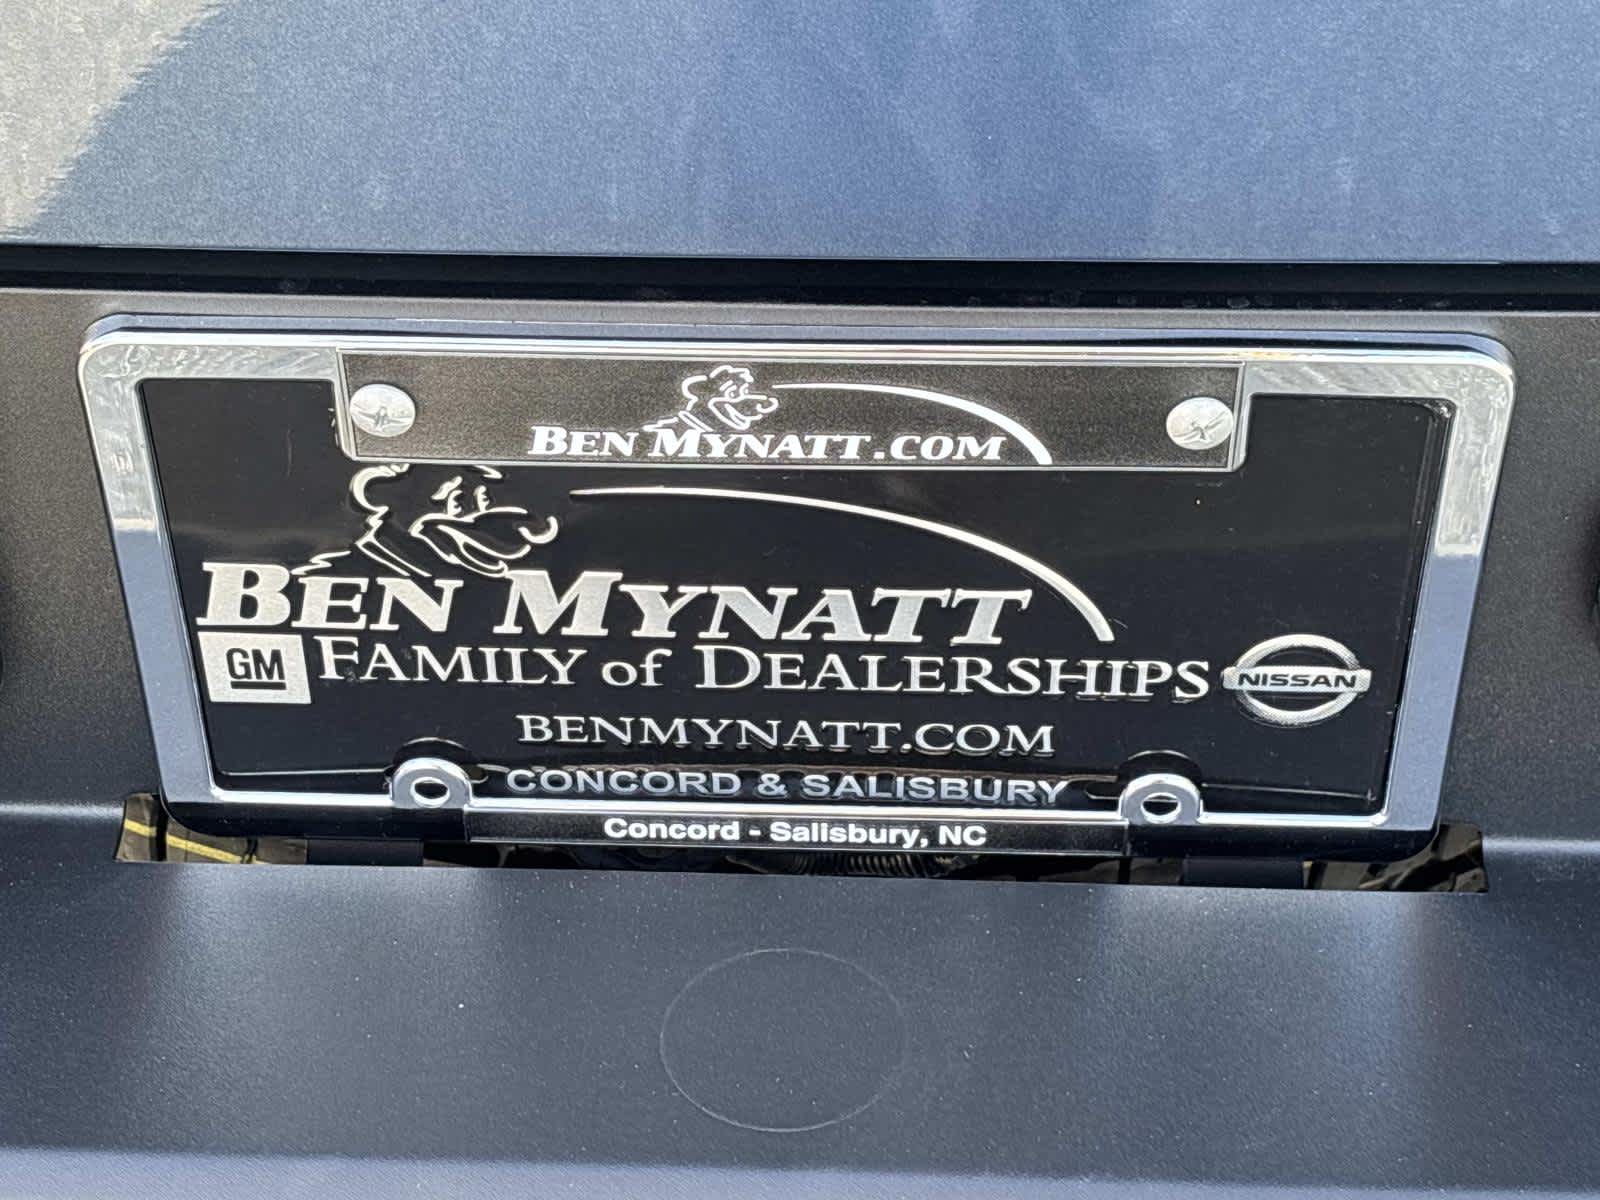 BEN MYNATT.COM
BEN MYNATT
GM FAMILY of DEALERSHIPS NISSAN
BENMYNATT.COM
CONCORD & SALISBURY
Concord - Salisbury, NC